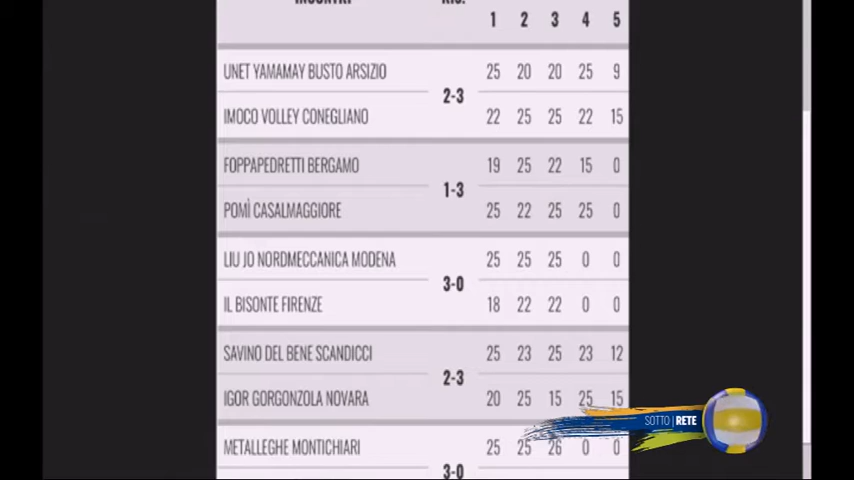 INCONTRI RIS.
1 2 3 4 5
UNET YAMAMAY BUSTO ARSIZIO 25 20 20 25 9
2-3
IMOCO VOLLEY CONEGLIANO 22 25 25 22 15
FOPPAPEDRETTI BERGAMO 19 25 22 15 0
1-3
POMÌ CASALMAGGIORE 25 22 25 25 0
LIU JO NORDMECCANICA MODENA 25 25 25 0 0
3-0
IL BISONTE FIRENZE 18 22 22 0 0
SAVINO DEL BENE SCANDICCI 25 23 25 23 12
2-3
IGOR GORGONZOLA NOVARA 20 25 15 25 15
SOTTO | RETE
METALLEGHE MONTICHIARI 25 25 26 0 0
3-0